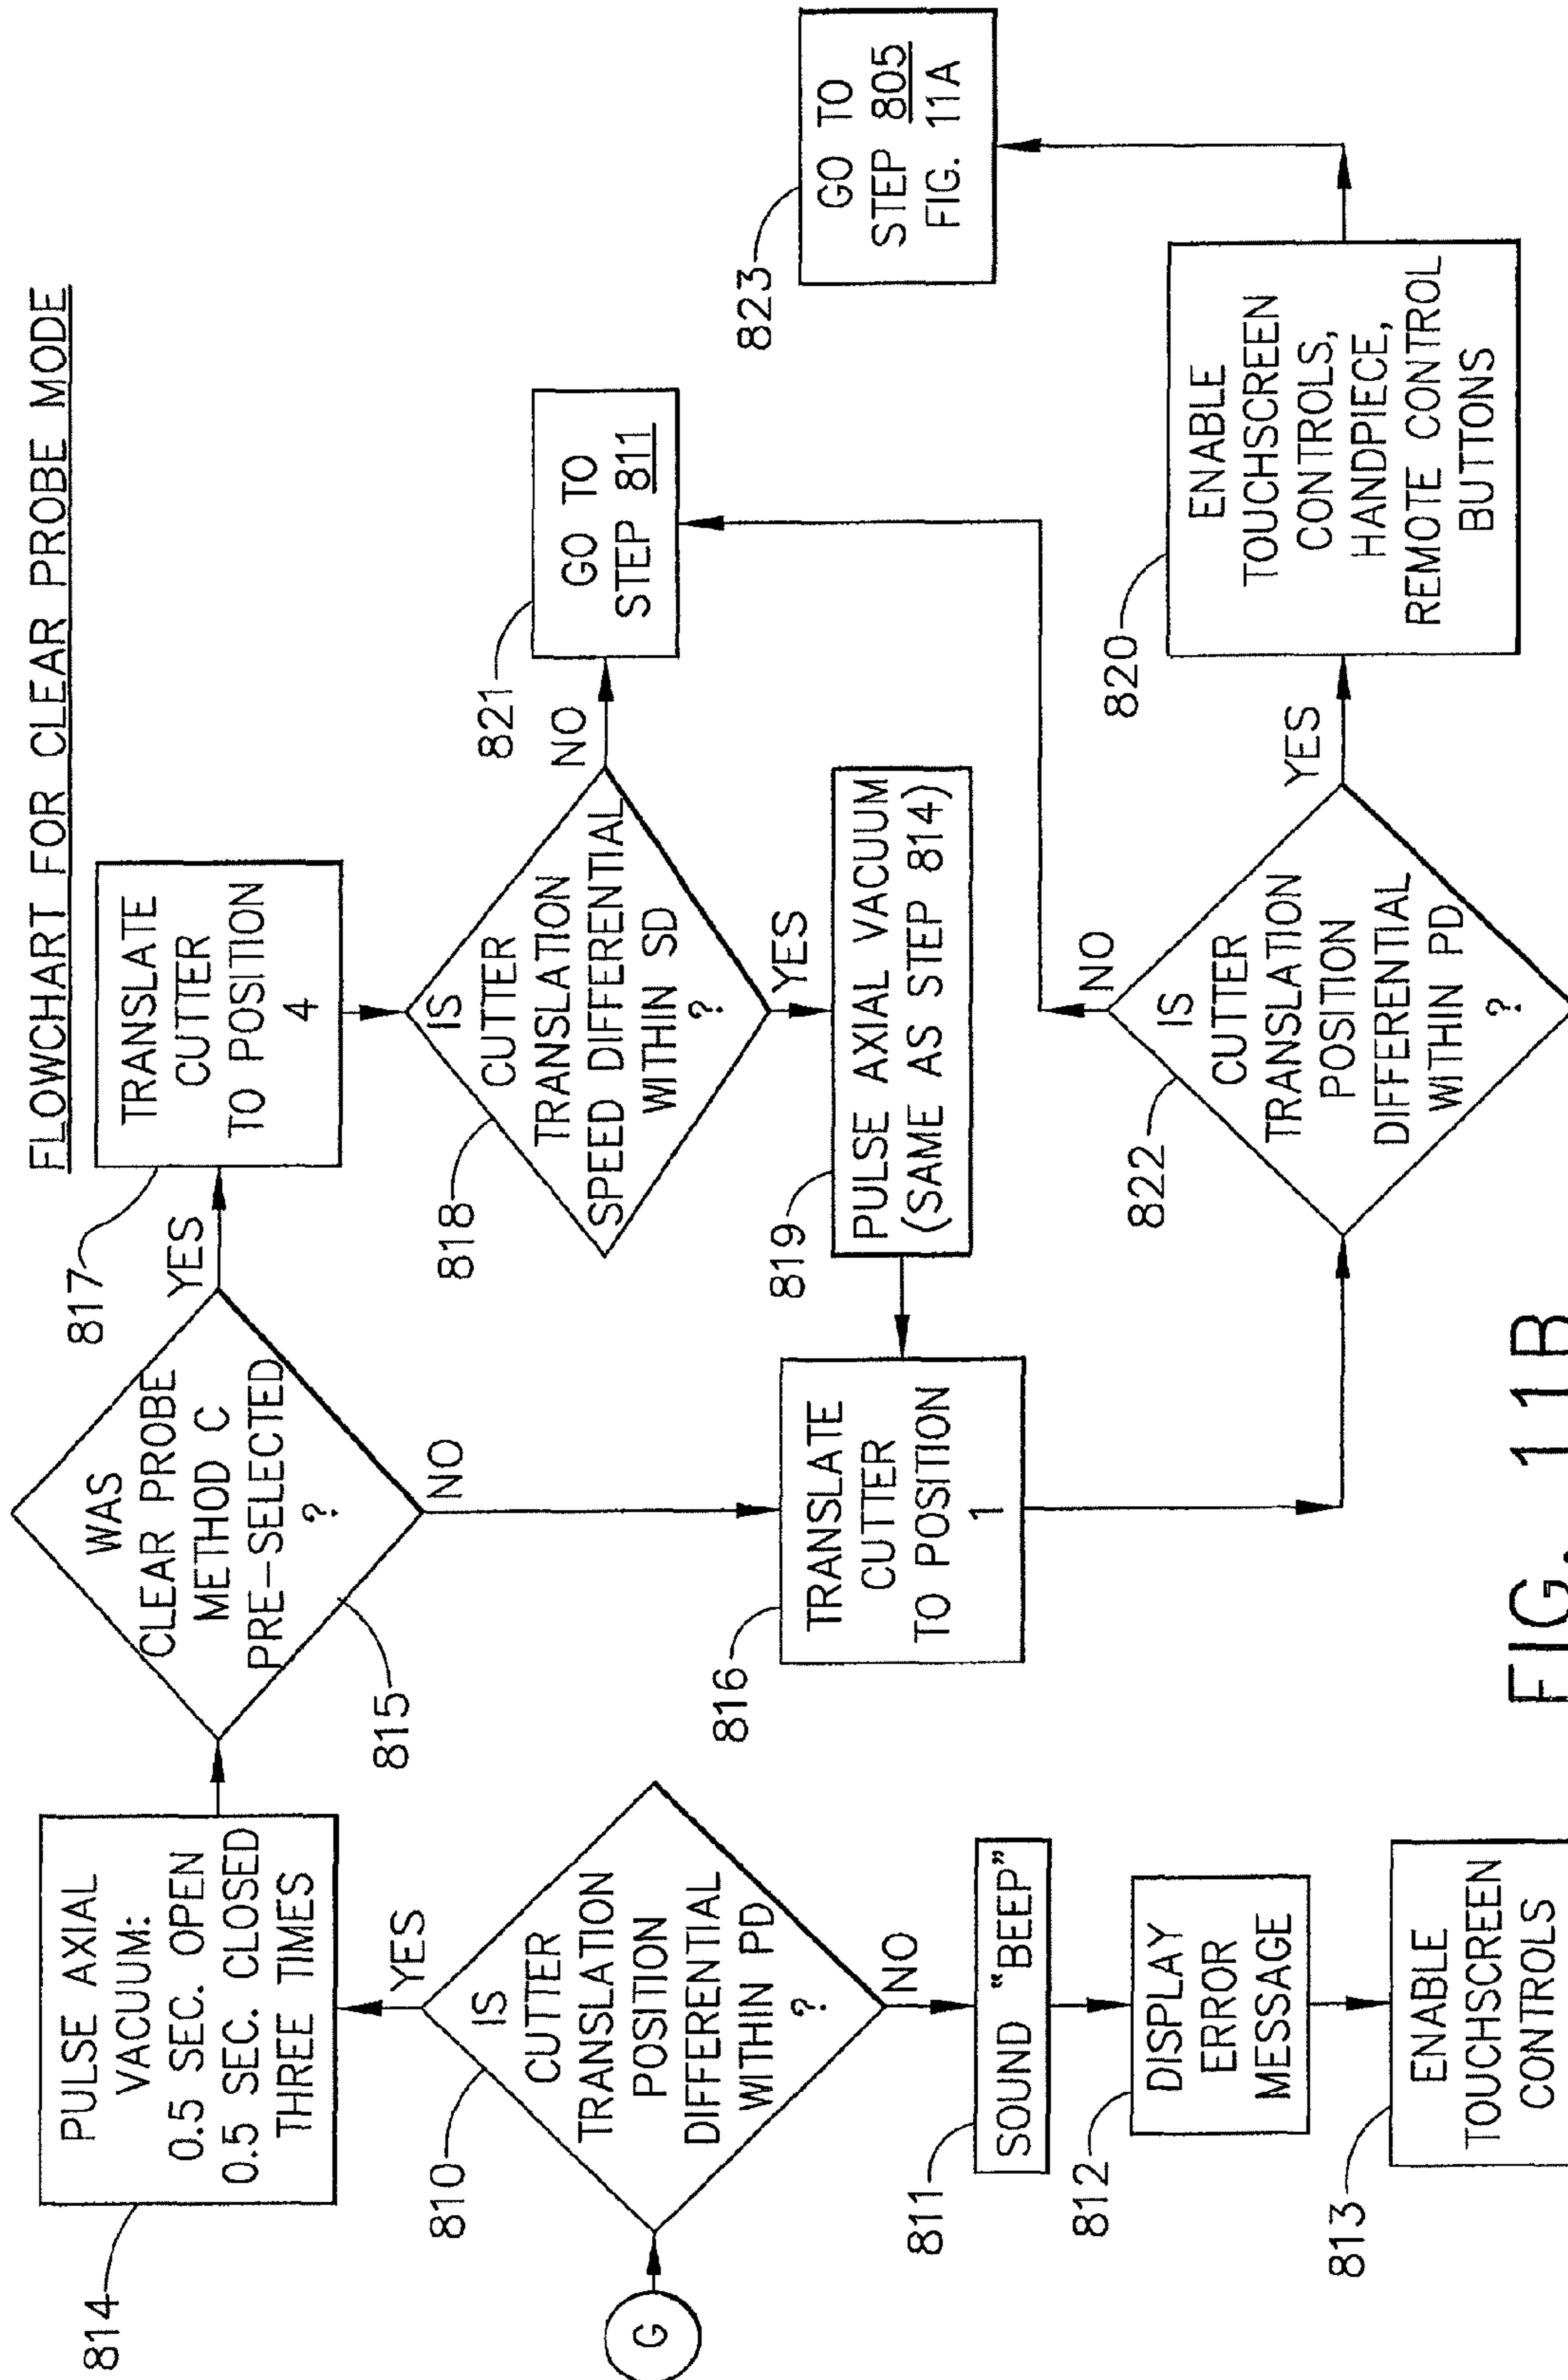 FLOWCHART FOR CLEAR PROBE MODE
G
810
IS
CUTTER
TRANSLATION
POSITION
DIFFERENTIAL
WITHIN PD
?
YES
NO
811
SOUND “BEEP”
812
DISPLAY
ERROR
MESSAGE
813
ENABLE
TOUCHSCREEN
CONTROLS
814
PULSE AXIAL
VACUUM:
0.5 SEC. OPEN
0.5 SEC. CLOSED
THREE TIMES
815
WAS
CLEAR PROBE
METHOD C
PRE–SELECTED
?
YES
NO
816
TRANSLATE
CUTTER
TO POSITION
1
817
TRANSLATE
CUTTER
TO POSITION
4
818
IS
CUTTER
TRANSLATION
SPEED DIFFERENTIAL
WITHIN SD
?
NO
YES
819
PULSE AXIAL VACUUM
(SAME AS STEP 814)
821
GO TO
STEP 811
822
IS
CUTTER
TRANSLATION
POSITION
DIFFERENTIAL
WITHIN PD
?
NO
YES
820
ENABLE
TOUCHSCREEN
CONTROLS,
HANDPIECE,
REMOTE CONTROL
BUTTONS
823
GO TO
STEP 805
FIG. 11A
FIG. 11B